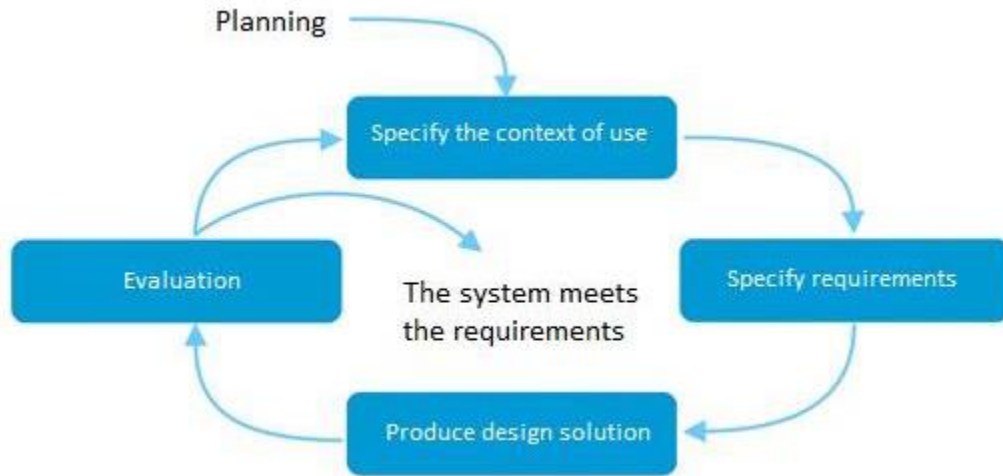 Planning
Specify the context of use
Evaluation
Specify requirements
The system meets
the requirements
Produce design solution